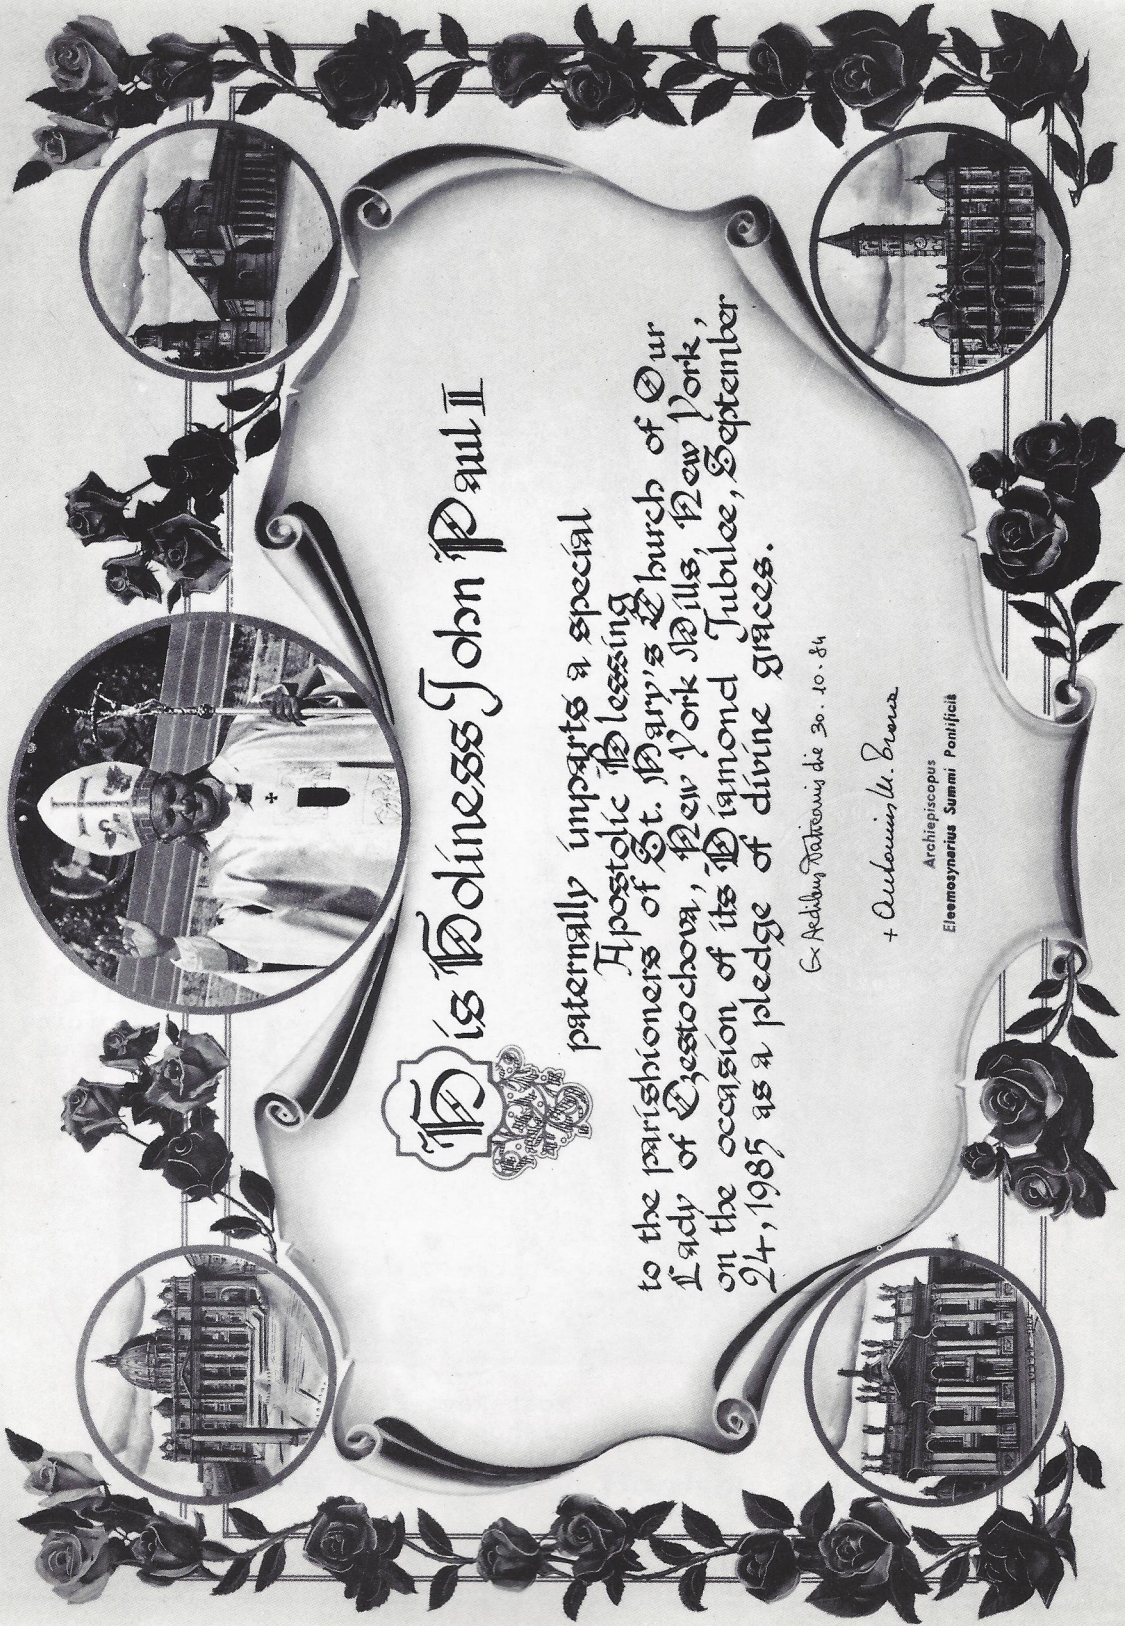 His Holiness John Paul II
paternally imparts a special
Apostolic Blessing
to the parishioners of St. Mary's Church of Our
Lady of Czestochova, New York Mills, New York,
on the occasion of its Diamond Jubilee, September
24, 1985 as a pledge of divine graces.
Ex Aedibus Vaticanis die 30.10.84
+ Antonius M.
Archiepiscopus
Eleemosynarius Summi Pontificis